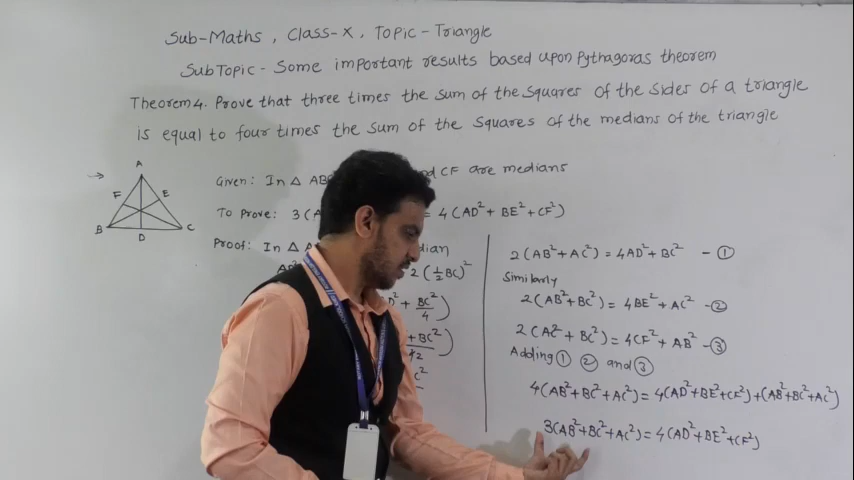 Sub-Maths, Class-X, Topic-Triangle
SubTopic - Some important results based upon Pythagoras theorem
Theorem 4. Prove that three times the sum of the squares of the sides of a triangle
is equal to four times the sum of the squares of the medians of the triangle
A
F E
B D C
Given: In △ AB and CF are medians
To Prove: 3(A = 4(AD²+BE²+CF²)
Proof: In △ A dian
2(½BC)²
D² + BC²/4)
+BC²)
C²
2(AB²+AC²) = 4AD²+BC² - ①
Similarly
2(AB²+BC²) = 4BE²+AC² - ②
2(AC²+BC²) = 4CF²+AB² - ③
Adding ① ② and ③
4(AB²+BC²+AC²) = 4(AD²+BE²+CF²)+(AB²+BC²+AC²)
3(AB²+BC²+AC²) = 4(AD²+BE²+CF²)